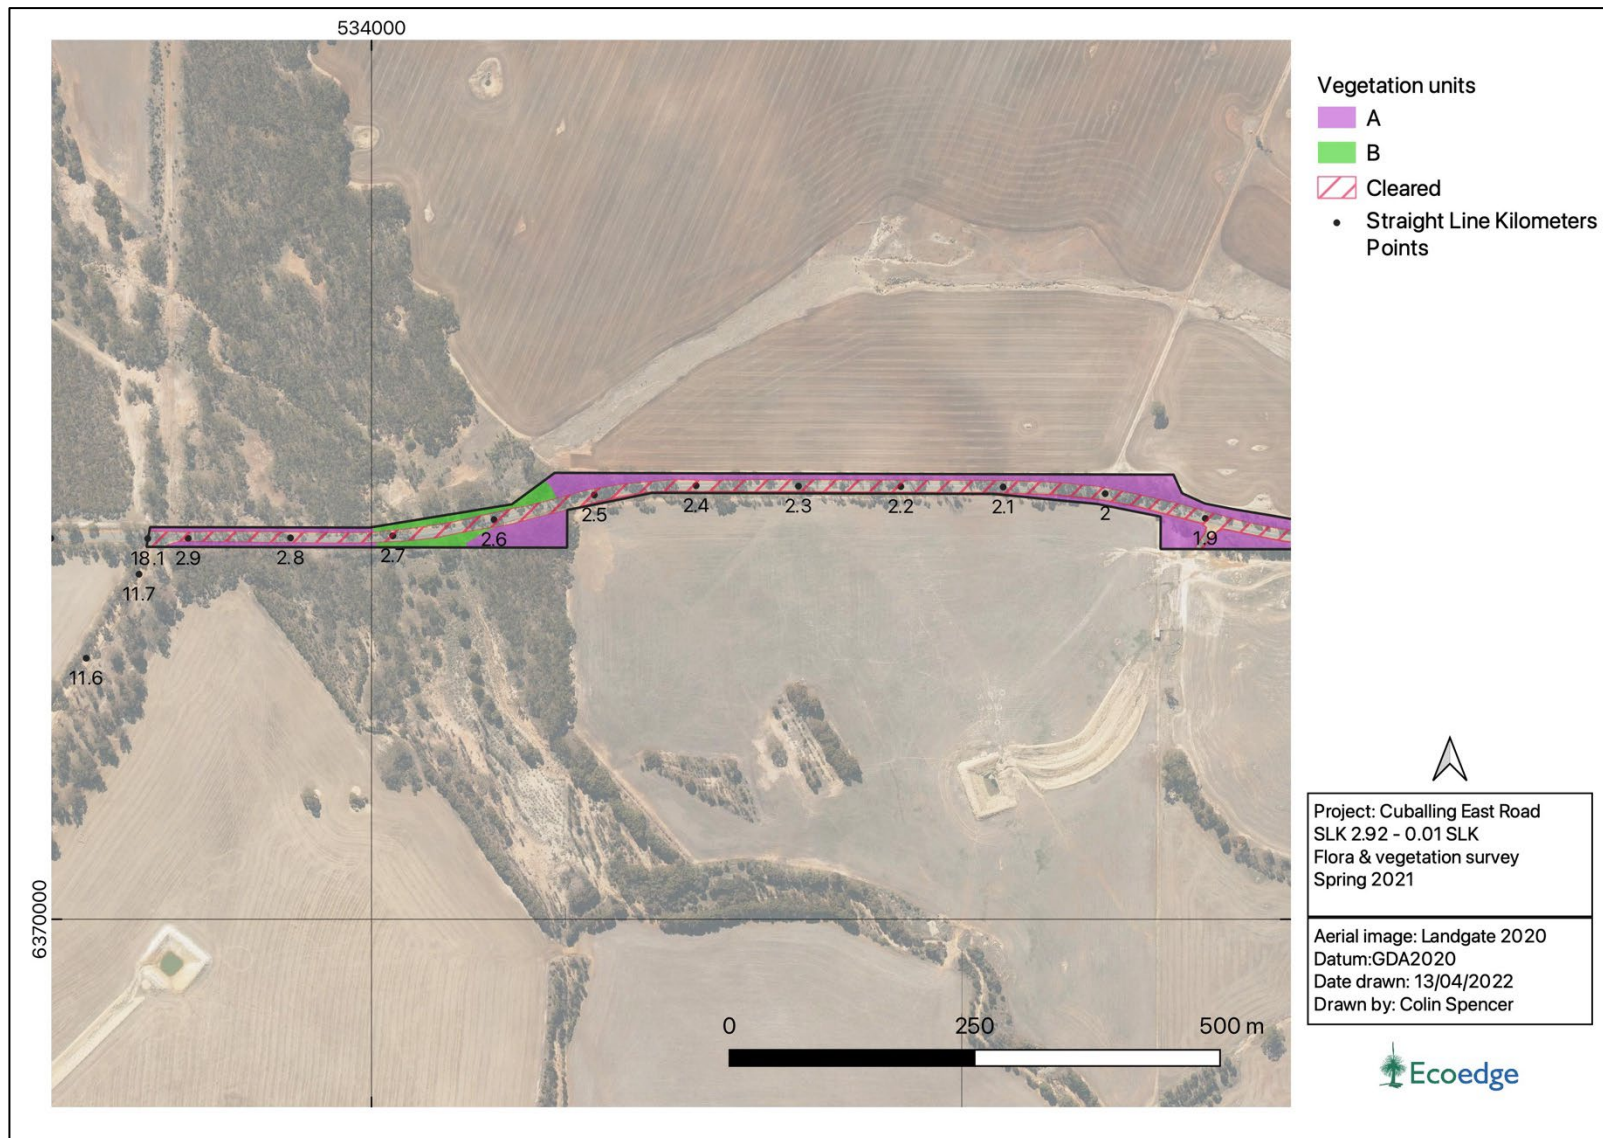 534000
Vegetation units
A
B
Cleared
Straight Line Kilometers
Points
18.1
2.9
2.8
2.7
2.6
2.5
2.4
2.3
2.2
2.1
2
1.9
11.7
11.6
6370000
Project: Cuballing East Road
SLK 2.92 - 0.01 SLK
Flora & vegetation survey
Spring 2021
Aerial image: Landgate 2020
Datum:GDA2020
Date drawn: 13/04/2022
Drawn by: Colin Spencer
0 250 500 m
Ecoedge